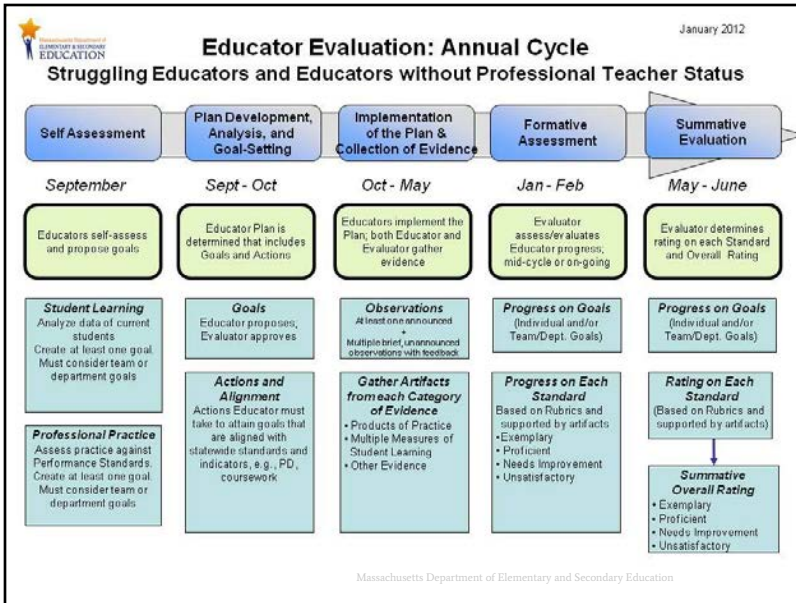 January 2012
Massachusetts Department of
ELEMENTARY & SECONDARY
EDUCATION
Educator Evaluation: Annual Cycle
Struggling Educators and Educators without Professional Teacher Status
Self Assessment
Plan Development,
Analysis, and
Goal-Setting
Implementation
of the Plan &
Collection of Evidence
Formative
Assessment
Summative
Evaluation
September
Sept - Oct
Oct - May
Jan - Feb
May - June
Educators self-assess
and propose goals
Educator Plan is
determined that includes
Goals and Actions
Educators implement the
Plan; both Educator and
Evaluator gather
evidence
Evaluator
assess/evaluates
Educator progress;
mid-cycle or on-going
Evaluator determines
rating on each Standard
and Overall Rating
Student Learning
Analyze data of current
students
Create at least one goal.
Must consider team or
department goals
Professional Practice
Assess practice against
Performance Standards.
Create at least one goal.
Must consider team or
department goals
Goals
Educator proposes;
Evaluator approves
Actions and
Alignment
Actions Educator must
take to attain goals that
are aligned with
statewide standards and
indicators, e.g., PD,
coursework
Observations
At least one announced
+
Multiple brief, unannounced
observations with feedback
Gather Artifacts
from each Category
of Evidence
• Products of Practice
• Multiple Measures of
Student Learning
• Other Evidence
Progress on Goals
(Individual and/or
Team/Dept. Goals)
Progress on Each
Standard
Based on Rubrics and
supported by artifacts
• Exemplary
• Proficient
• Needs Improvement
• Unsatisfactory
Progress on Goals
(Individual and/or
Team/Dept. Goals)
Rating on Each
Standard
(Based on Rubrics and
supported by artifacts)
Summative
Overall Rating
• Exemplary
• Proficient
• Needs Improvement
• Unsatisfactory
Massachusetts Department of Elementary and Secondary Education